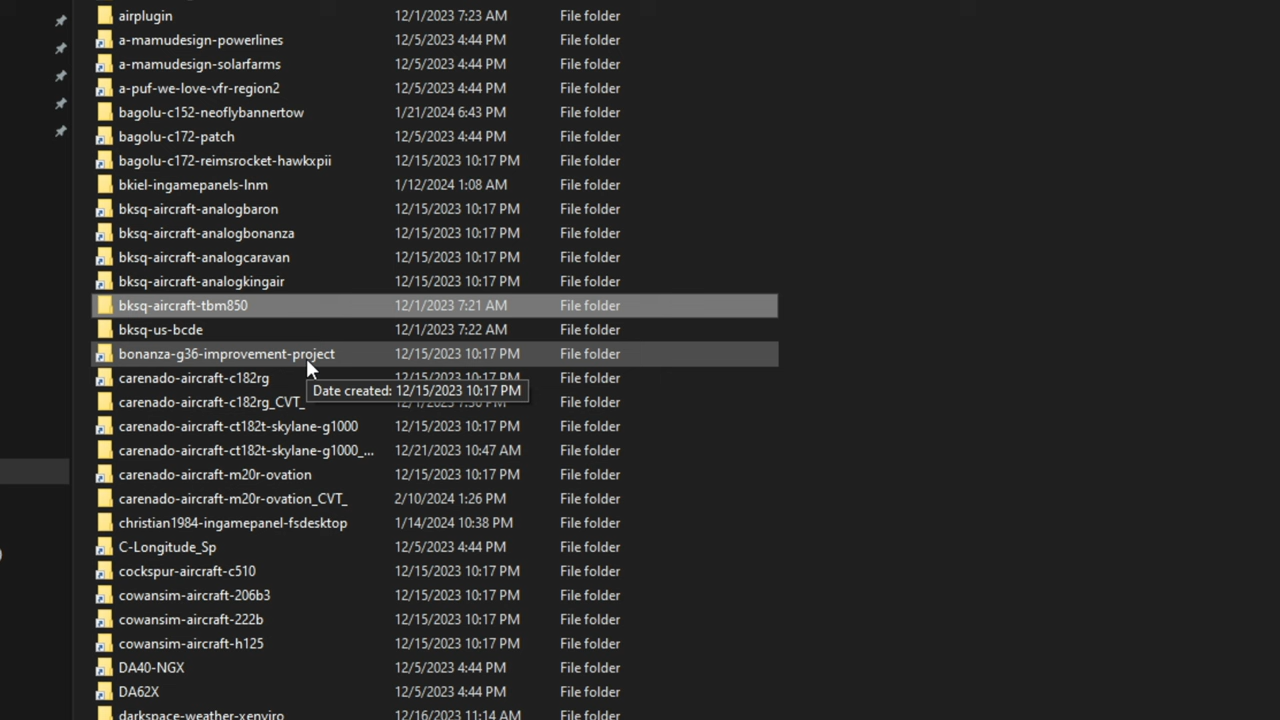 airplugin 12/1/2023 7:23 AM File folder
a-mamudesign-powerlines 12/5/2023 4:44 PM File folder
a-mamudesign-solarfarms 12/5/2023 4:44 PM File folder
a-puf-we-love-vfr-region2 12/5/2023 4:44 PM File folder
bagolu-c152-neoflybannertow 1/21/2024 6:43 PM File folder
bagolu-c172-patch 12/5/2023 4:44 PM File folder
bagolu-c172-reimsrocket-hawkxpii 12/15/2023 10:17 PM File folder
bkiel-ingamepanels-lnm 1/12/2024 1:08 AM File folder
bksq-aircraft-analogbaron 12/15/2023 10:17 PM File folder
bksq-aircraft-analogbonanza 12/15/2023 10:17 PM File folder
bksq-aircraft-analogcaravan 12/15/2023 10:17 PM File folder
bksq-aircraft-analogkingair 12/15/2023 10:17 PM File folder
bksq-aircraft-tbm850 12/1/2023 7:21 AM File folder
bksq-us-bcde 12/1/2023 7:22 AM File folder
bonanza-g36-improvement-project 12/15/2023 10:17 PM File folder
carenado-aircraft-c182rg 12/15/2023 10:17 PM File folder
Date created: 12/15/2023 10:17 PM
carenado-aircraft-c182rg_CVT_ File folder
carenado-aircraft-ct182t-skylane-g1000 12/15/2023 10:17 PM File folder
carenado-aircraft-ct182t-skylane-g1000_... 12/21/2023 10:47 AM File folder
carenado-aircraft-m20r-ovation 12/15/2023 10:17 PM File folder
carenado-aircraft-m20r-ovation_CVT_ 2/10/2024 1:26 PM File folder
christian1984-ingamepanel-fsdesktop 1/14/2024 10:38 PM File folder
C-Longitude_Sp 12/5/2023 4:44 PM File folder
cockspur-aircraft-c510 12/15/2023 10:17 PM File folder
cowansim-aircraft-206b3 12/15/2023 10:17 PM File folder
cowansim-aircraft-222b 12/15/2023 10:17 PM File folder
cowansim-aircraft-h125 12/15/2023 10:17 PM File folder
DA40-NGX 12/5/2023 4:44 PM File folder
DA62X 12/5/2023 4:44 PM File folder
darkspace-weather-xenviro 12/16/2023 11:14 AM File folder